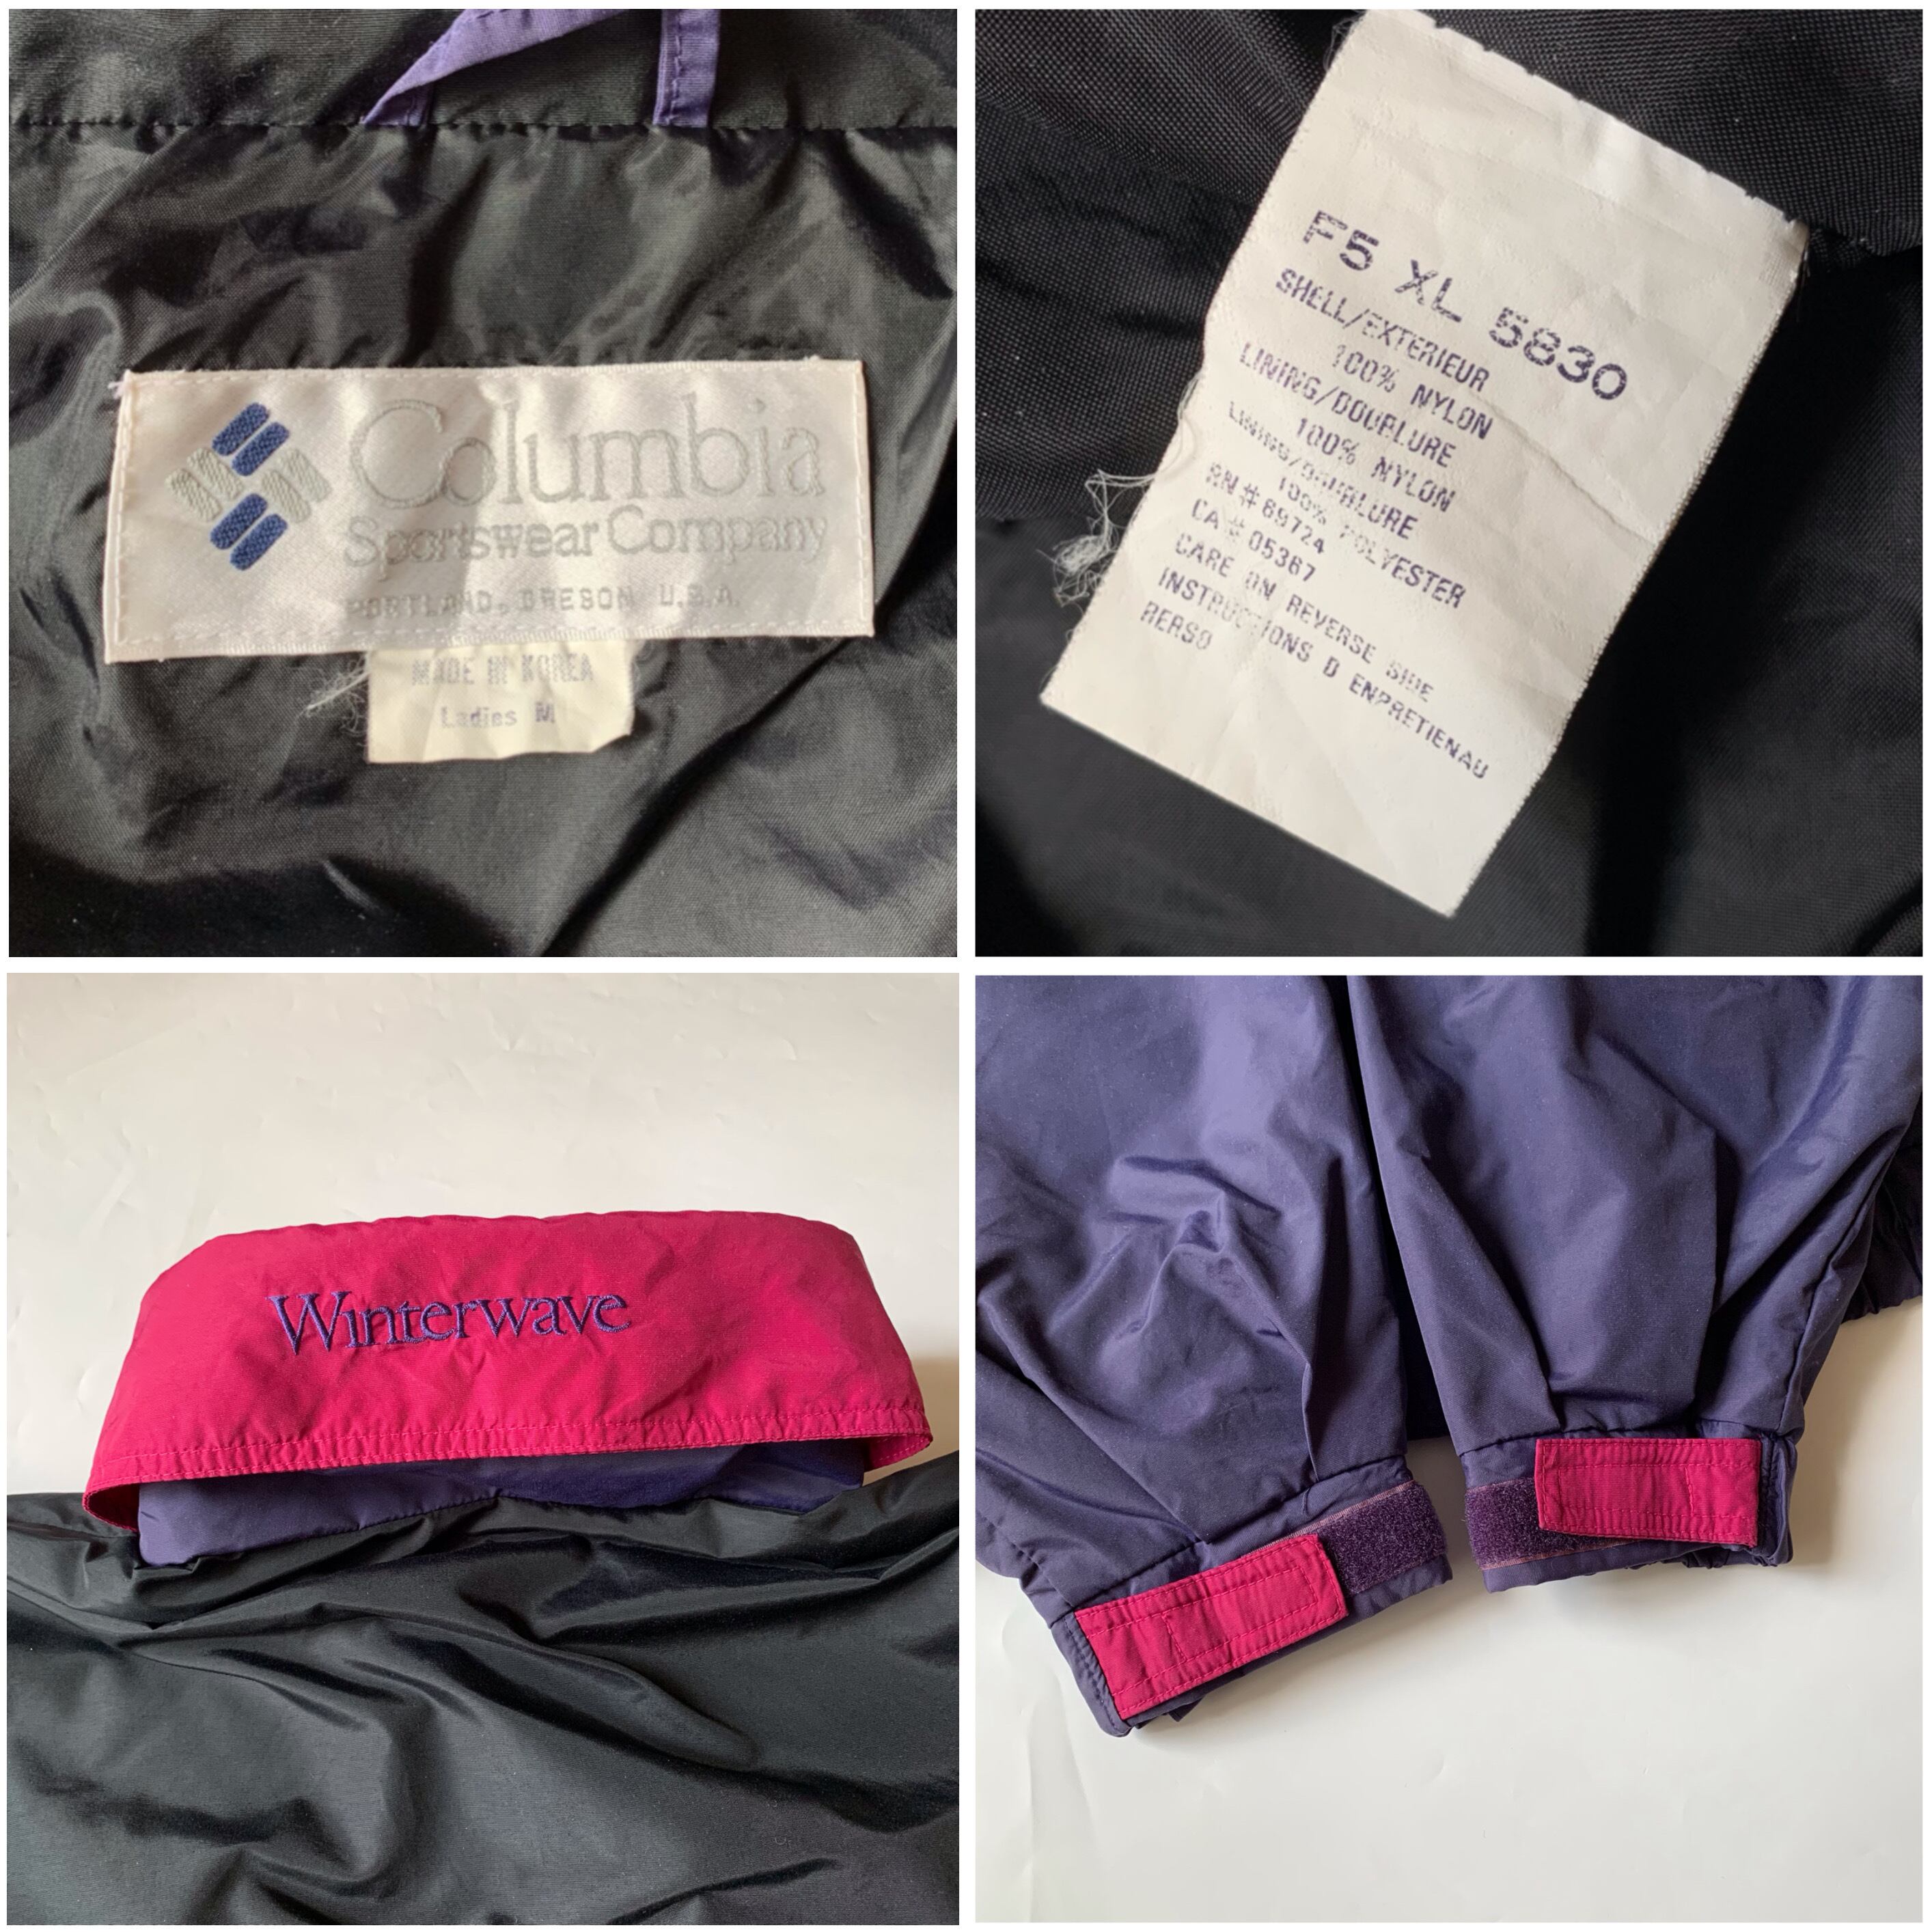 Columbia
Sportswear Company
PORTLAND, OREGON U.S.A.
MADE IN KOREA
Ladies M
F5 XL 5830
SHELL/EXTERIEUR
100% NYLON
LINING/DOUBLURE
100% NYLON
LINING/DOUBLURE
100% POLYESTER
RN# 69724
CA# 05367
CARE ON REVERSE SIDE
INSTRUCTIONS D ENPRETIENAU
RERSO
Winterwave